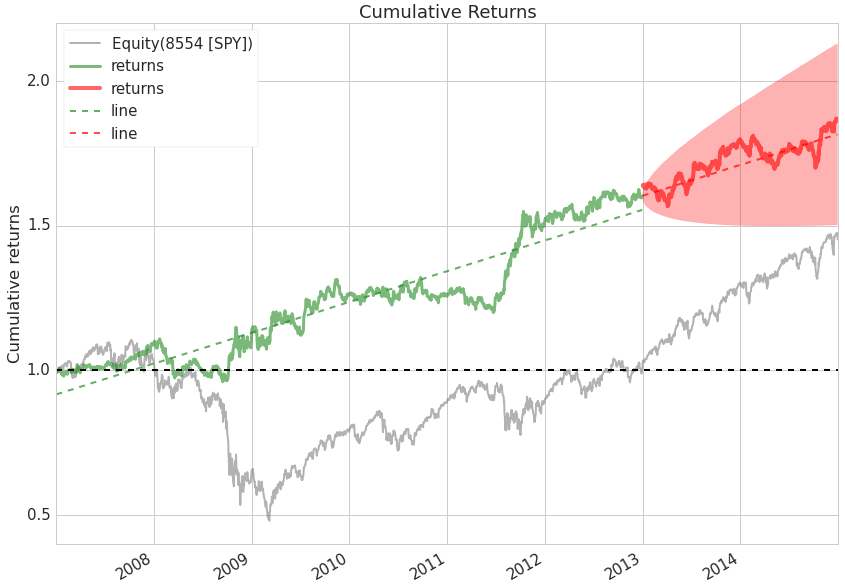 Cumulative Returns
Equity(8554 [SPY])
returns
returns
line
line
Cumulative returns
2.0
1.5
1.0
0.5
2008
2009
2010
2011
2012
2013
2014